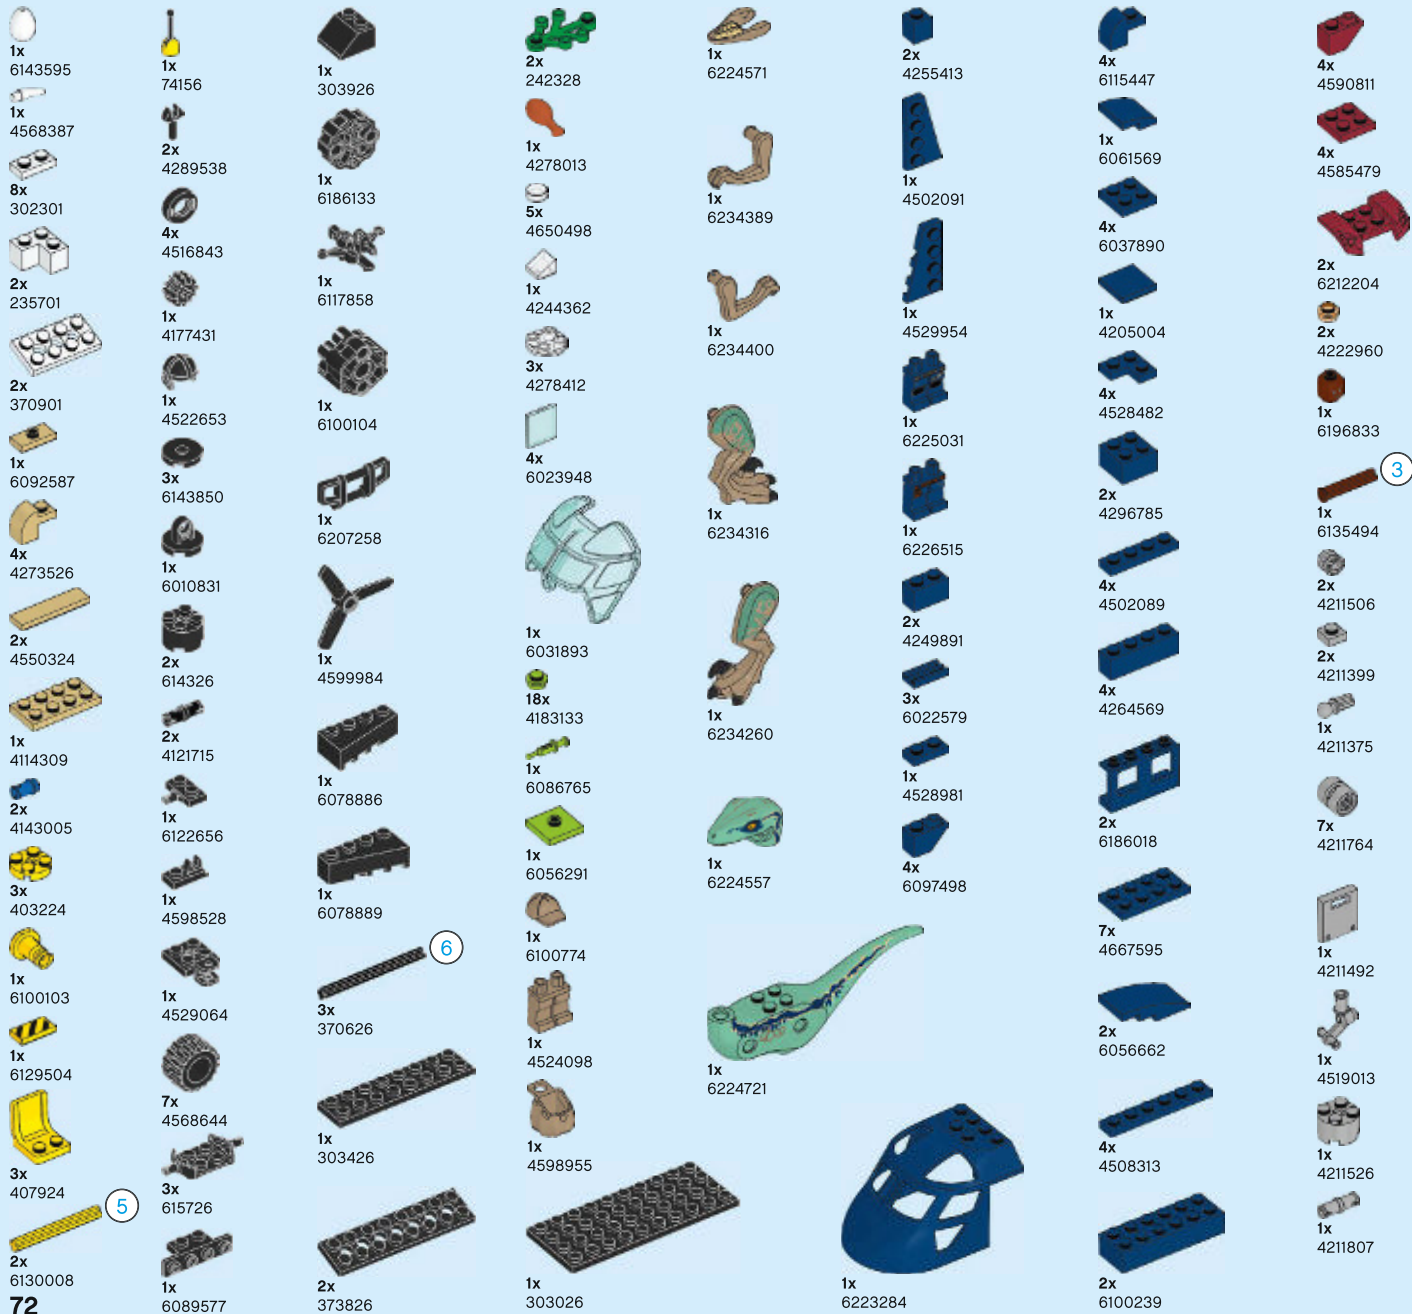 1x
6143595
1x
4568387
8x
302301
2x
235701
2x
370901
1x
6092587
4x
4273526
2x
4550324
1x
4114309
2x
4143005
3x
403224
1x
6100103
1x
6129504
3x
407924
5
2x
6130008
72
1x
74156
2x
4289538
4x
4516843
1x
4177431
1x
4522653
3x
6143850
1x
6010831
2x
614326
2x
4121715
1x
6122656
1x
4598528
1x
4529064
7x
4568644
3x
615726
1x
6089577
1x
303926
1x
6186133
1x
6117858
1x
6100104
1x
6207258
1x
4599984
1x
6078886
1x
6078889
6
3x
370626
1x
303426
2x
373826
2x
242328
1x
4278013
5x
4650498
1x
4244362
3x
4278412
4x
6023948
1x
6031893
18x
4183133
1x
6086765
1x
6056291
1x
6100774
1x
4524098
1x
4598955
1x
303026
1x
6224571
1x
6234389
1x
6234400
1x
6234316
1x
6234260
1x
6224557
1x
6224721
2x
4255413
1x
4502091
1x
4529954
1x
6225031
1x
6226515
2x
4249891
3x
6022579
1x
4528981
4x
6097498
1x
6223284
4x
6115447
1x
6061569
4x
6037890
1x
4205004
4x
4528482
2x
4296785
4x
4502089
4x
4264569
2x
6186018
7x
4667595
2x
6056662
4x
4508313
2x
6100239
4x
4590811
4x
4585479
2x
6212204
2x
4222960
1x
6196833
3
1x
6135494
2x
4211506
2x
4211399
1x
4211375
7x
4211764
1x
4211492
1x
4519013
1x
4211526
1x
4211807